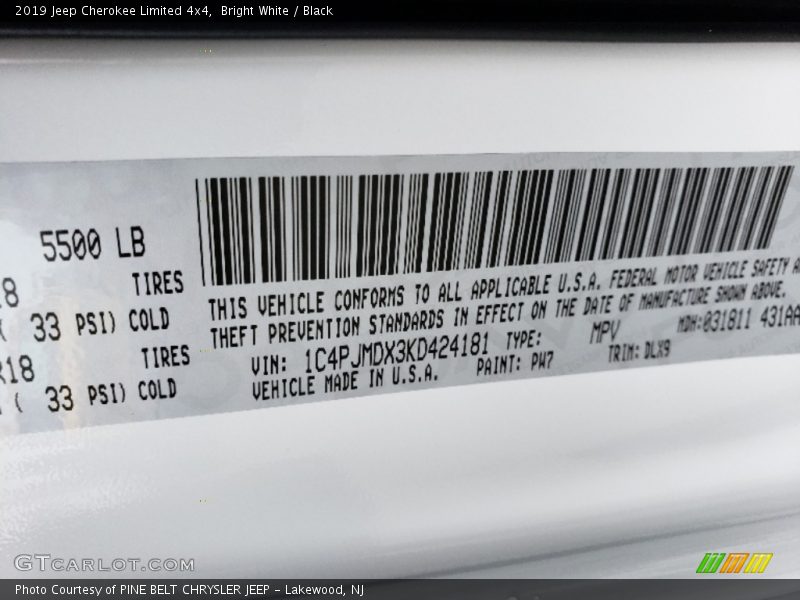 2019 Jeep Cherokee Limited 4x4,  Bright White / Black
5500 LB
TIRES
33 PSI) COLD
R18 TIRES
( 33 PSI) COLD
THIS VEHICLE CONFORMS TO ALL APPLICABLE U.S.A. FEDERAL MOTOR VEHICLE SAFETY
THEFT PREVENTION STANDARDS IN EFFECT ON THE DATE OF MANUFACTURE SHOWN ABOVE.
VIN: 1C4PJMDX3KD424181 TYPE: MPV MDH:031811 431AA
VEHICLE MADE IN U.S.A. PAINT: PW7 TRIM: DLX9
GTCARLOT.COM
Photo Courtesy of PINE BELT CHRYSLER JEEP - Lakewood, NJ